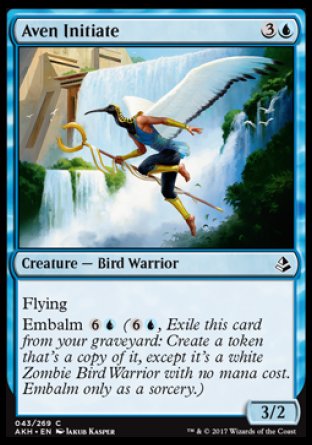 Aven Initiate 3
Creature — Bird Warrior
Flying
Embalm 6 (6, Exile this card
from your graveyard: Create a token
that's a copy of it, except it's a white
Zombie Bird Warrior with no mana cost.
Embalm only as a sorcery.)
3/2
043/269 C
AKH • EN Jakub Kasper
™ & © 2017 Wizards of the Coast